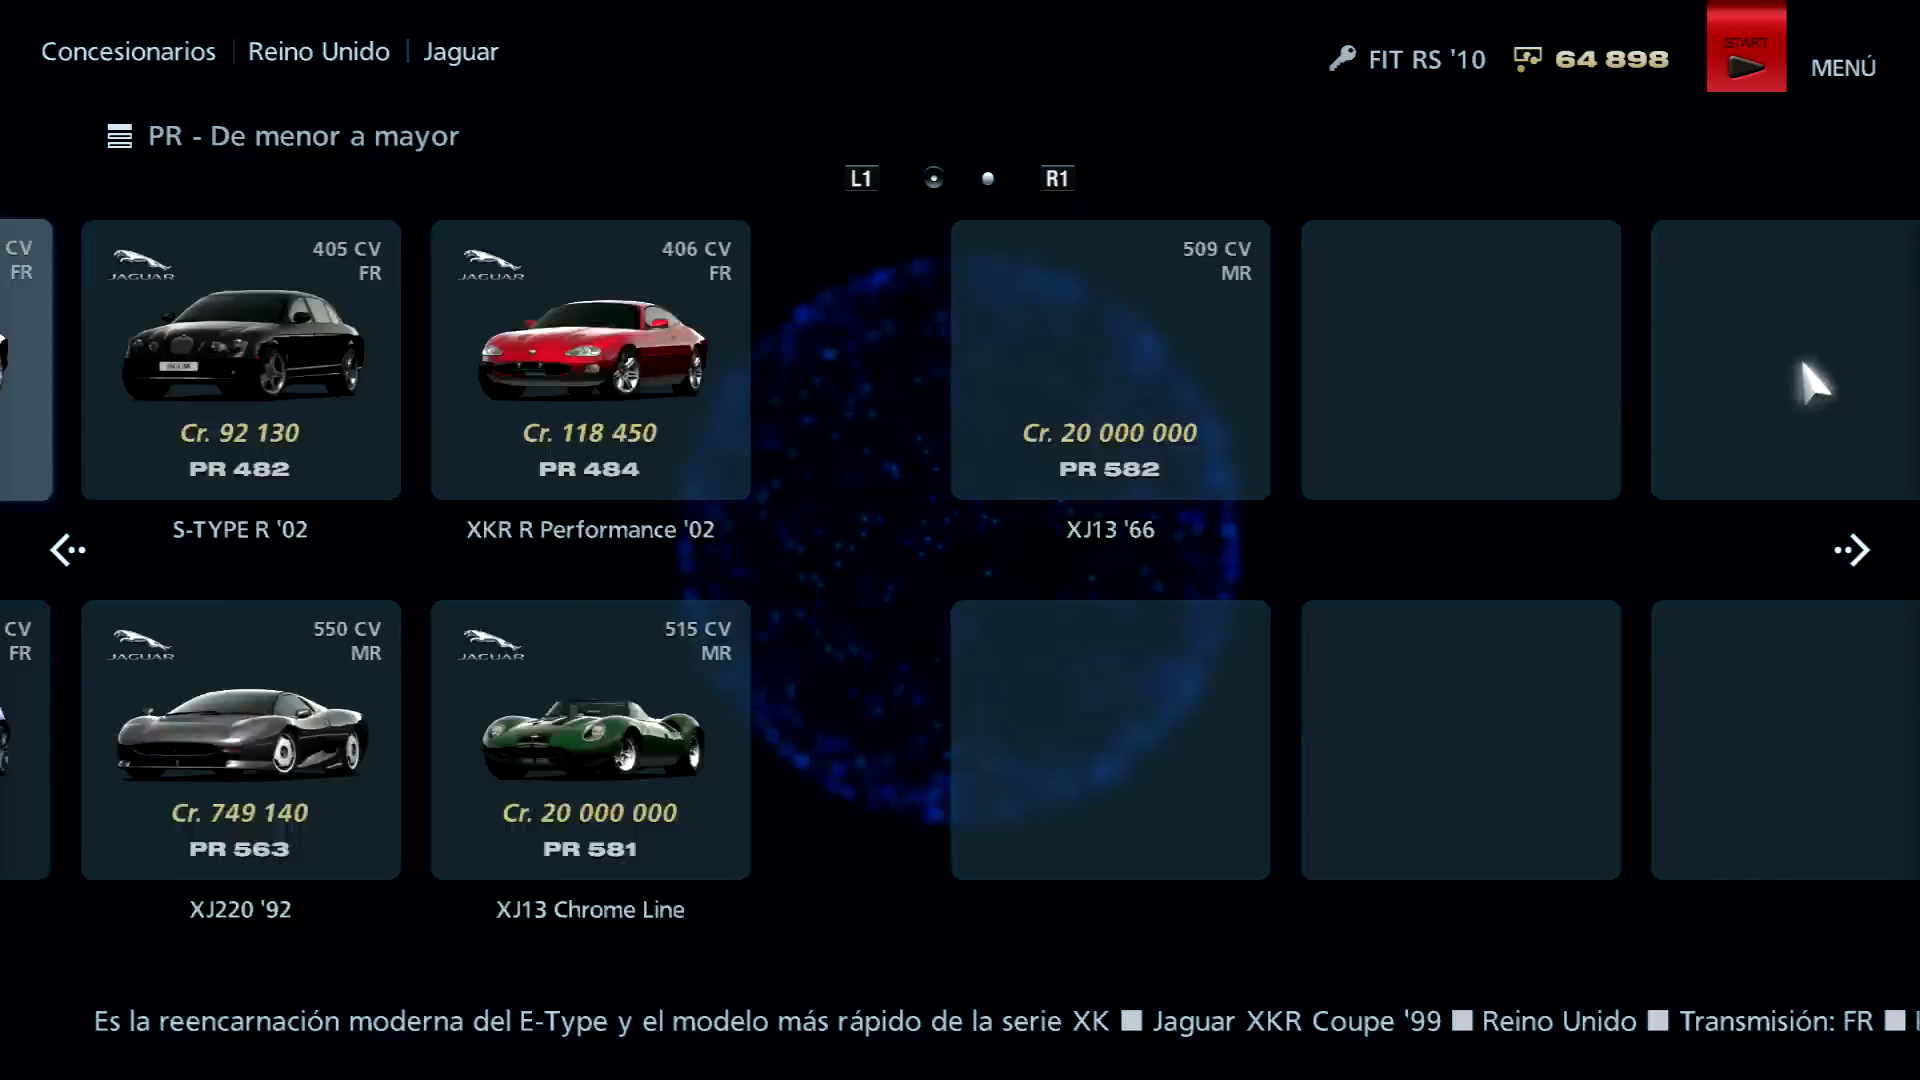 Concesionarios | Reino Unido | Jaguar
FIT RS '10
64 898
START
MENÚ
PR - De menor a mayor
L1
R1
CV
FR
JAGUAR
405 CV
FR
Cr. 92 130
PR 482
S-TYPE R '02
JAGUAR
406 CV
FR
Cr. 118 450
PR 484
XKR R Performance '02
509 CV
MR
Cr. 20 000 000
PR 582
XJ13 '66
CV
FR
JAGUAR
550 CV
MR
Cr. 749 140
PR 563
XJ220 '92
JAGUAR
515 CV
MR
Cr. 20 000 000
PR 581
XJ13 Chrome Line
Es la reencarnación moderna del E-Type y el modelo más rápido de la serie XK ■ Jaguar XKR Coupe '99 ■ Reino Unido ■ Transmisión: FR ■